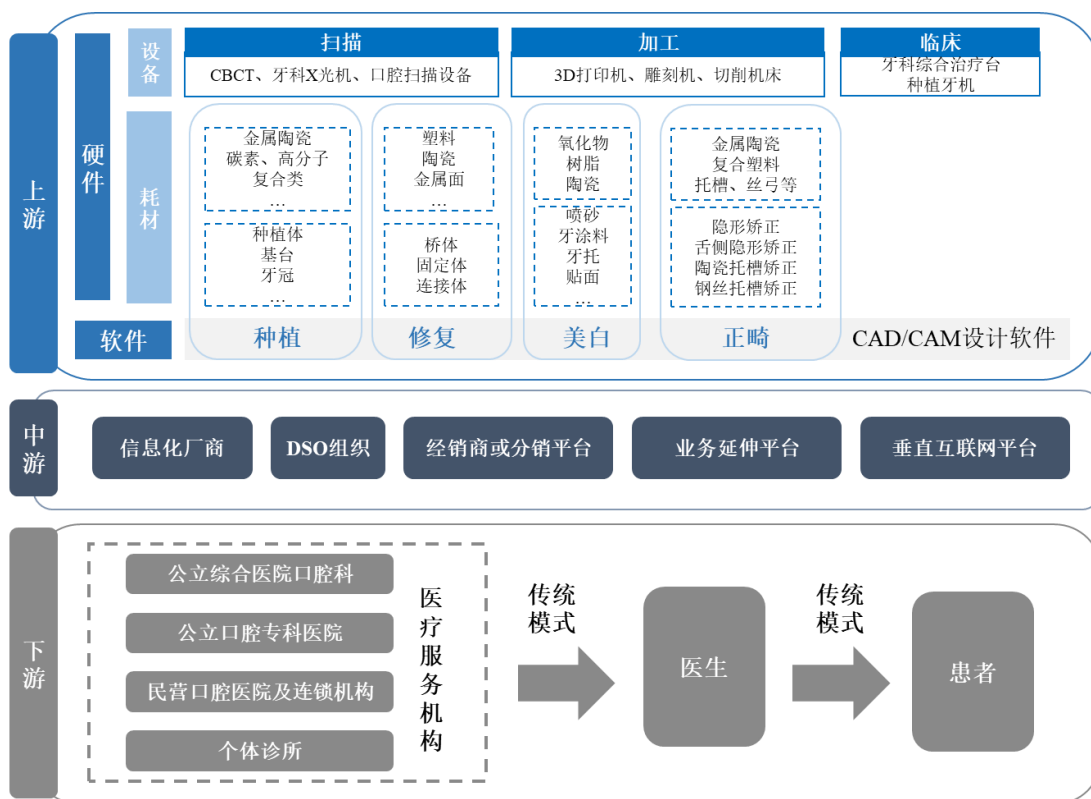 上游
硬件
设备
扫描
CBCT、牙科X光机、口腔扫描设备
加工
3D打印机、雕刻机、切削机床
临床
牙科综合治疗台
种植牙机
耗材
金属陶瓷
碳素、高分子
复合类
…
种植体
基台
牙冠
…
塑料
陶瓷
金属面
…
桥体
固定体
连接体
氧化物
树脂
陶瓷
喷砂
牙涂料
牙托
贴面
…
金属陶瓷
复合塑料
托槽、丝弓等
隐形矫正
舌侧隐形矫正
陶瓷托槽矫正
钢丝托槽矫正
软件
种植
修复
美白
正畸
CAD/CAM设计软件
中游
信息化厂商
DSO组织
经销商或分销平台
业务延伸平台
垂直互联网平台
下游
公立综合医院口腔科
公立口腔专科医院
民营口腔医院及连锁机构
个体诊所
医疗服务机构
传统
模式
医生
传统
模式
患者